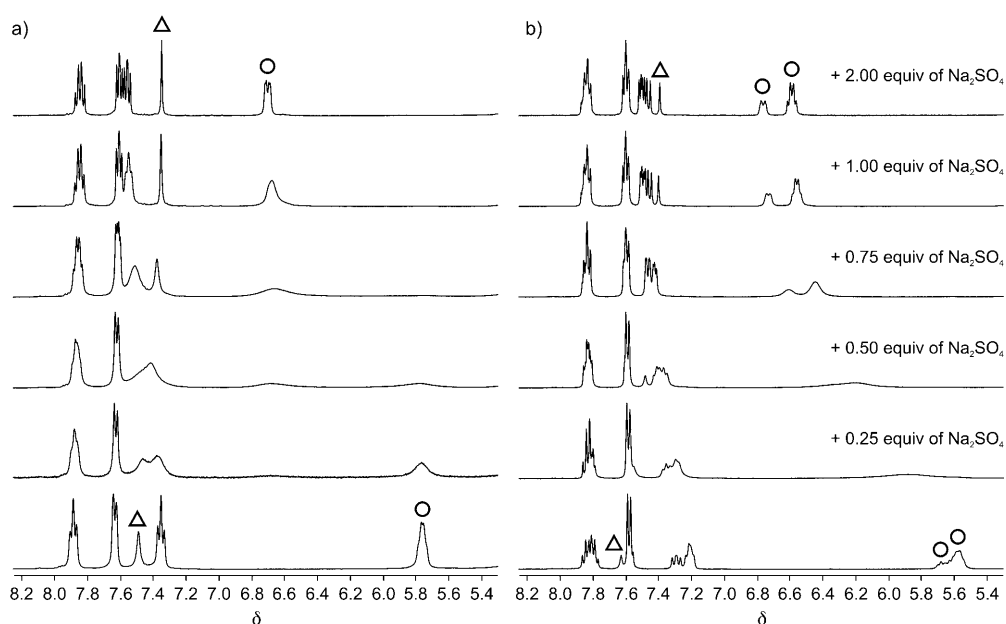 a)
b)
+ 2.00 equiv of Na₂SO₄
+ 1.00 equiv of Na₂SO₄
+ 0.75 equiv of Na₂SO₄
+ 0.50 equiv of Na₂SO₄
+ 0.25 equiv of Na₂SO₄
8.2 8.0 7.8 7.6 7.4 7.2 7.0 6.8 6.6 6.4 6.2 6.0 5.8 5.6 5.4
8.2 8.0 7.8 7.6 7.4 7.2 7.0 6.8 6.6 6.4 6.2 6.0 5.8 5.6 5.4
δ
δ